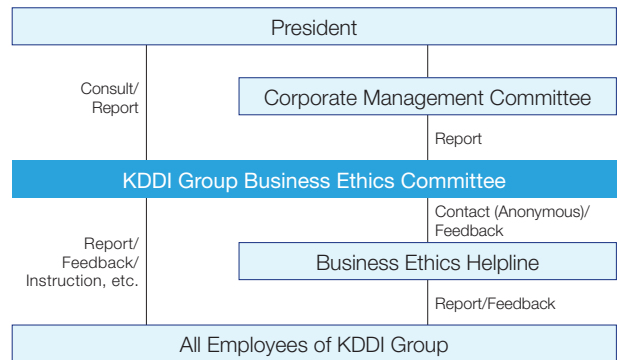 President
Consult/
Report
Corporate Management Committee
Report
KDDI Group Business Ethics Committee
Contact (Anonymous)/
Feedback
Report/
Feedback/
Instruction, etc.
Business Ethics Helpline
Report/Feedback
All Employees of KDDI Group